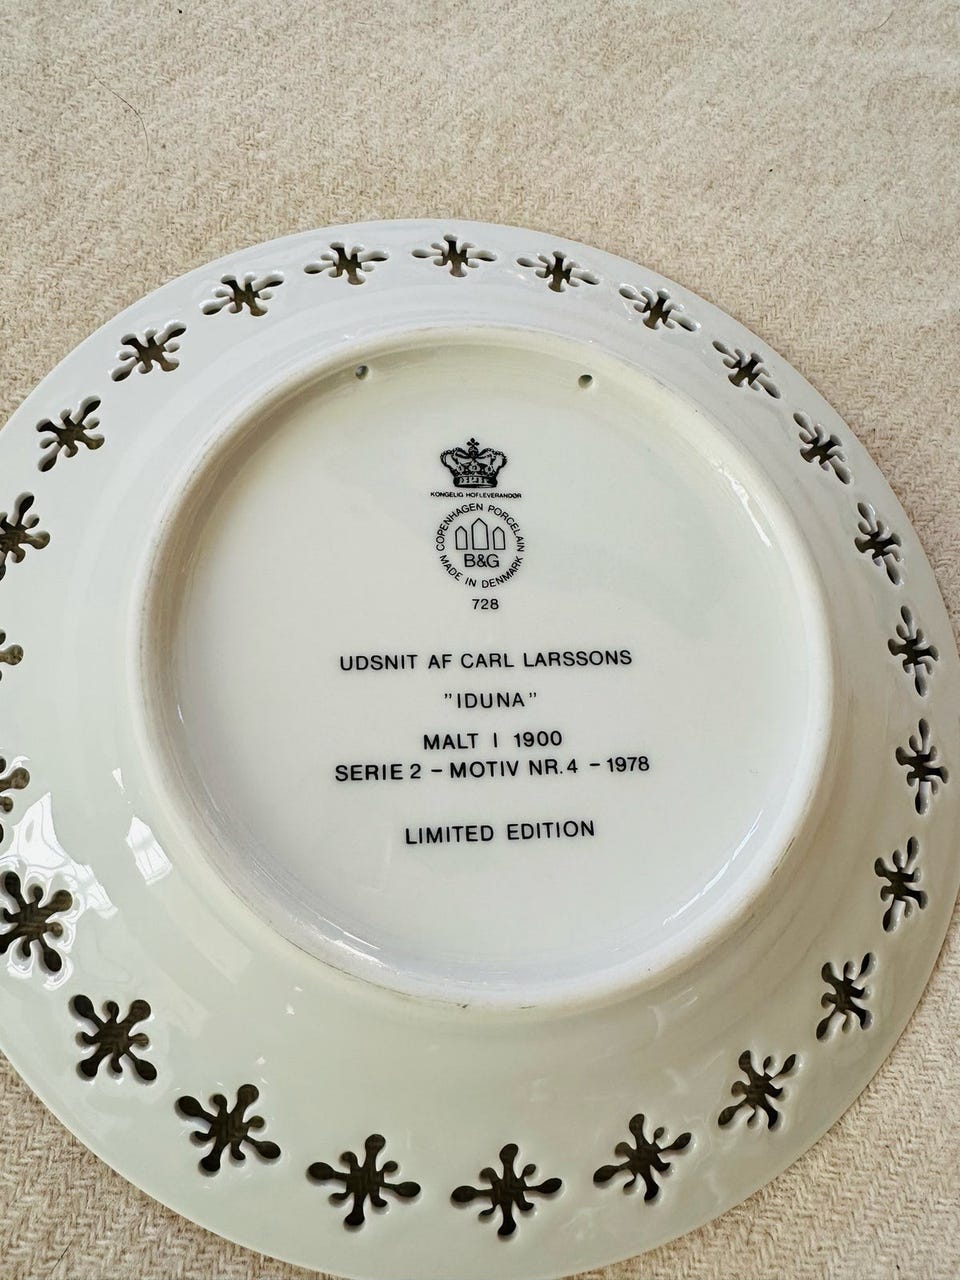 KONGELIG HOFLEVERANDØR
COPENHAGEN PORCELAIN
B&G
MADE IN DENMARK
728
UDSNIT AF CARL LARSSONS
"IDUNA"
MALT I 1900
SERIE 2 - MOTIV NR. 4 - 1978
LIMITED EDITION